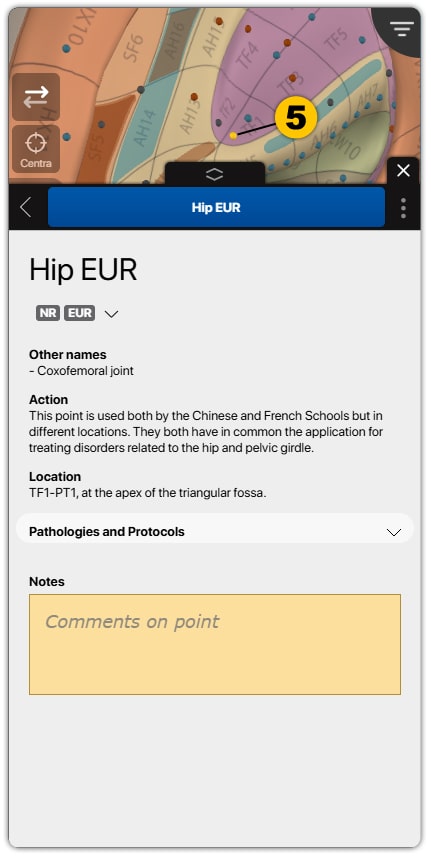 HX10
SF6
AH16
AH15
TF4
TF5
TF3
TF2
AH14
AH13
SF5
AH7
AH10
5
Centra
Hip EUR
Hip EUR
NR EUR
Other names
- Coxofemoral joint
Action
This point is used both by the Chinese and French Schools but in
different locations. They both have in common the application for
treating disorders related to the hip and pelvic girdle.
Location
TF1-PT1, at the apex of the triangular fossa.
Pathologies and Protocols
Notes
Comments on point